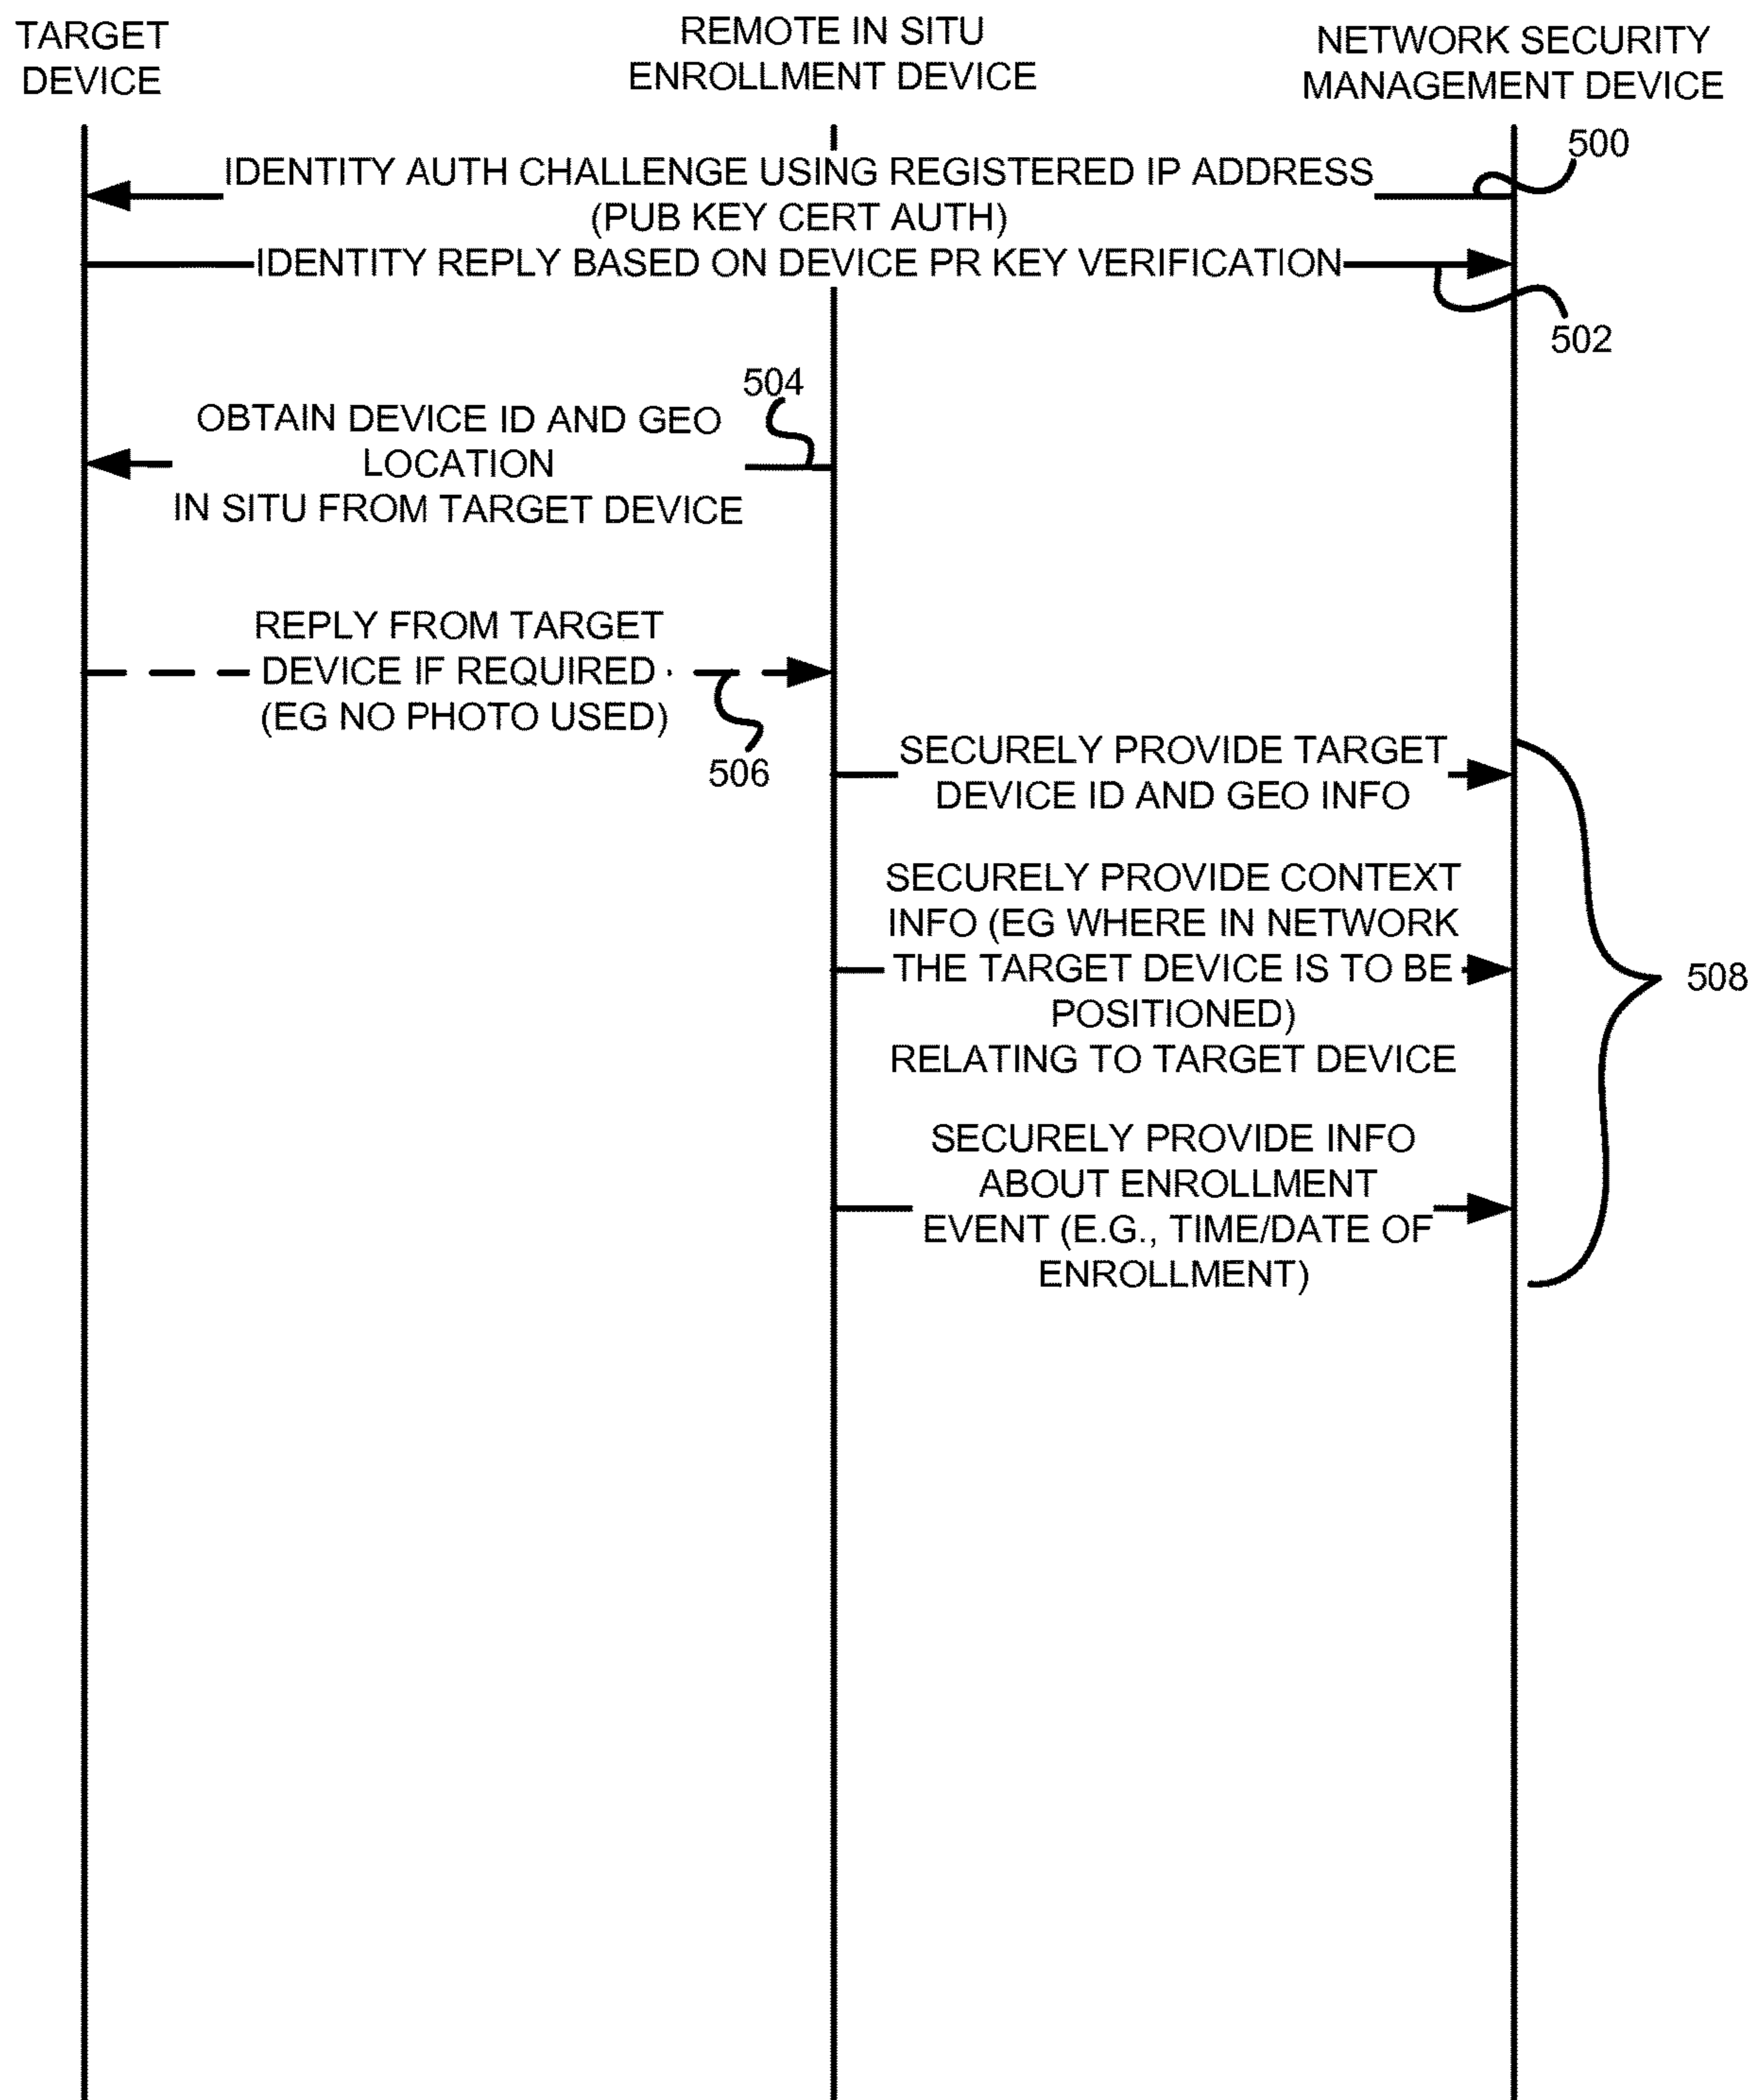 TARGET
DEVICE
REMOTE IN SITU
ENROLLMENT DEVICE
NETWORK SECURITY
MANAGEMENT DEVICE
500
IDENTITY AUTH CHALLENGE USING REGISTERED IP ADDRESS
(PUB KEY CERT AUTH)
IDENTITY REPLY BASED ON DEVICE PR KEY VERIFICATION
502
504
OBTAIN DEVICE ID AND GEO
LOCATION
IN SITU FROM TARGET DEVICE
REPLY FROM TARGET
DEVICE IF REQUIRED
(EG NO PHOTO USED)
506
SECURELY PROVIDE TARGET
DEVICE ID AND GEO INFO
SECURELY PROVIDE CONTEXT
INFO (EG WHERE IN NETWORK
THE TARGET DEVICE IS TO BE
POSITIONED)
RELATING TO TARGET DEVICE
508
SECURELY PROVIDE INFO
ABOUT ENROLLMENT
EVENT (E.G., TIME/DATE OF
ENROLLMENT)